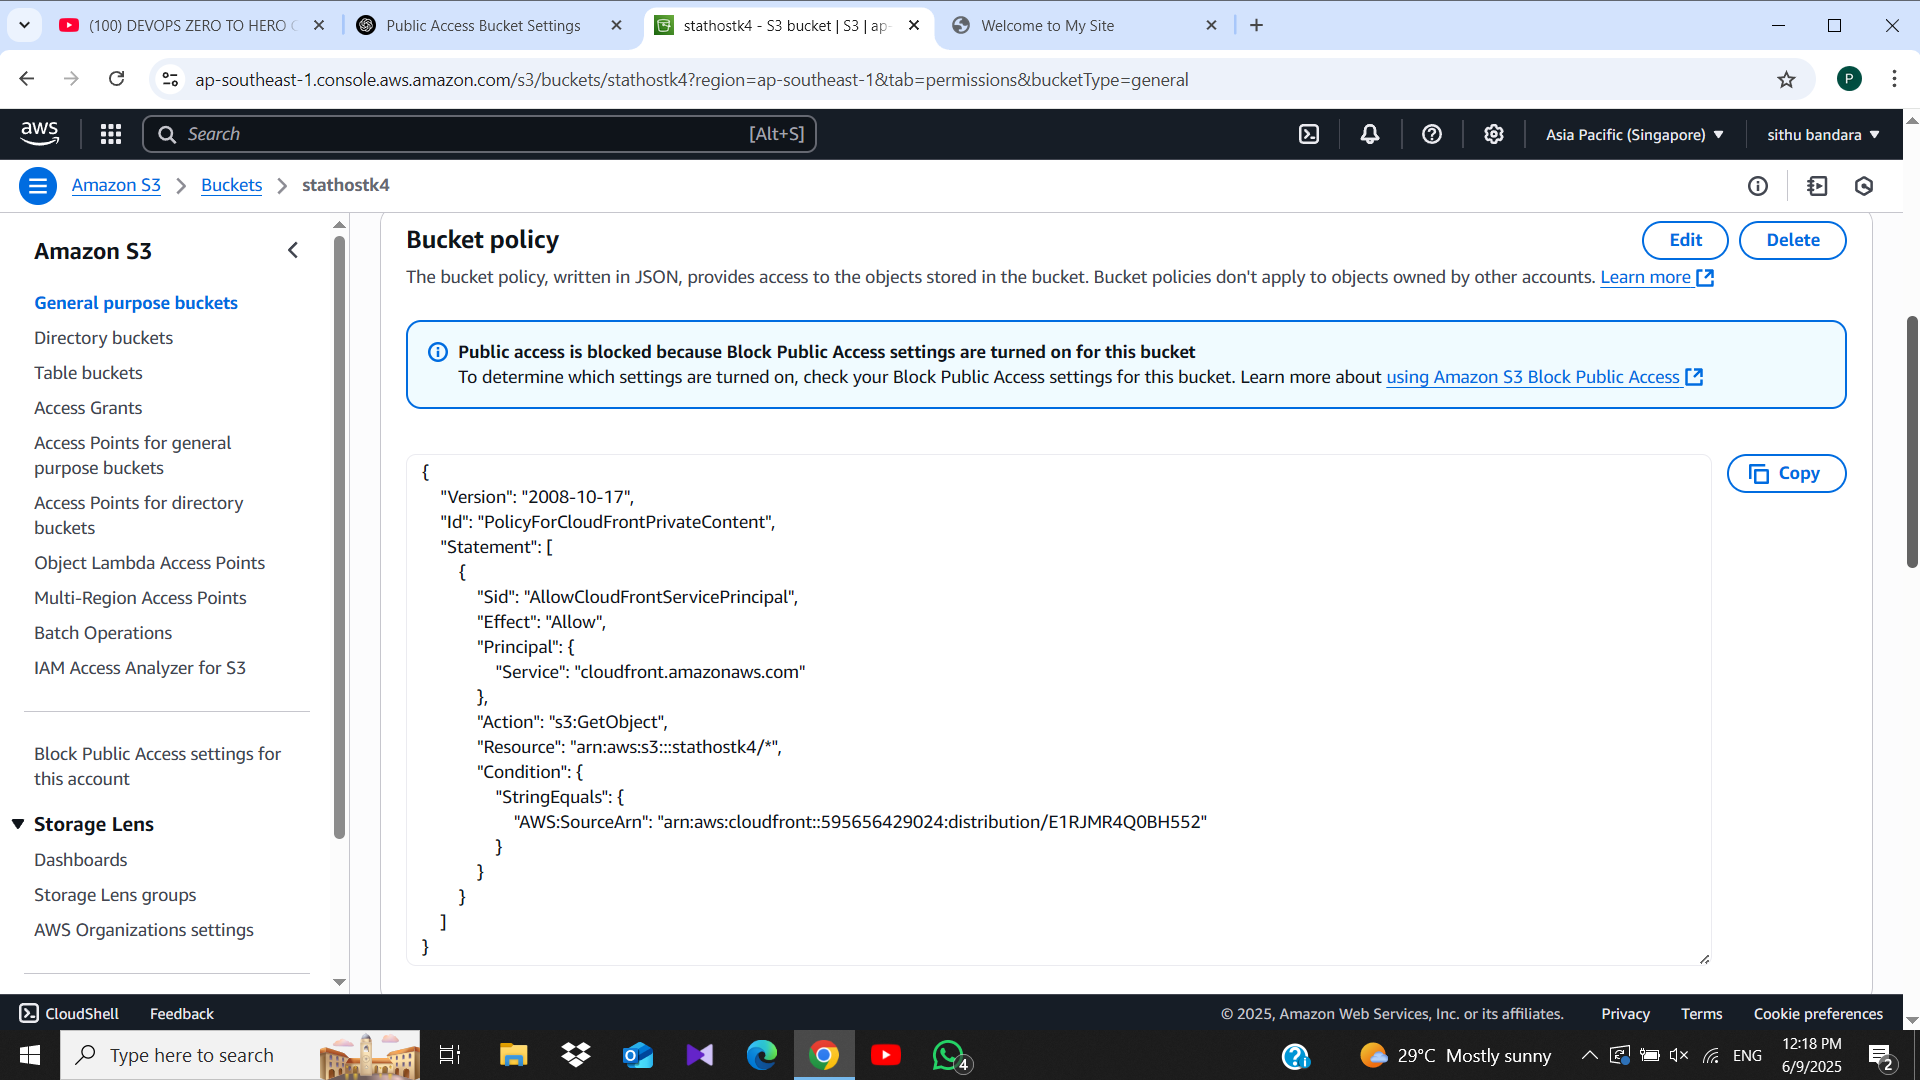 (100) DEVOPS ZERO TO HERO
Public Access Bucket Settings
stathostk4 - S3 bucket | S3 | ap-
Welcome to My Site
ap-southeast-1.console.aws.amazon.com/s3/buckets/stathostk4?region=ap-southeast-1&tab=permissions&bucketType=general
P
aws
Search
[Alt+S]
Asia Pacific (Singapore)
sithu bandara
Amazon S3
Buckets
stathostk4
Amazon S3
General purpose buckets
Directory buckets
Table buckets
Access Grants
Access Points for general
purpose buckets
Access Points for directory
buckets
Object Lambda Access Points
Multi-Region Access Points
Batch Operations
IAM Access Analyzer for S3
Block Public Access settings for
this account
Storage Lens
Dashboards
Storage Lens groups
AWS Organizations settings
Bucket policy
Edit
Delete
The bucket policy, written in JSON, provides access to the objects stored in the bucket. Bucket policies don't apply to objects owned by other accounts. Learn more
Public access is blocked because Block Public Access settings are turned on for this bucket
To determine which settings are turned on, check your Block Public Access settings for this bucket. Learn more about using Amazon S3 Block Public Access
Copy
{
"Version": "2008-10-17",
"Id": "PolicyForCloudFrontPrivateContent",
"Statement": [
{
"Sid": "AllowCloudFrontServicePrincipal",
"Effect": "Allow",
"Principal": {
"Service": "cloudfront.amazonaws.com"
},
"Action": "s3:GetObject",
"Resource": "arn:aws:s3:::stathostk4/*",
"Condition": {
"StringEquals": {
"AWS:SourceArn": "arn:aws:cloudfront::595656429024:distribution/E1RJMR4Q0BH552"
}
}
}
]
}
CloudShell
Feedback
© 2025, Amazon Web Services, Inc. or its affiliates.
Privacy
Terms
Cookie preferences
Type here to search
4
29°C Mostly sunny
ENG
12:18 PM
6/9/2025
2